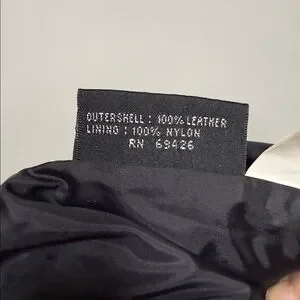 OUTERSHELL : 100% LEATHER
LINING : 100% NYLON
RN 69426